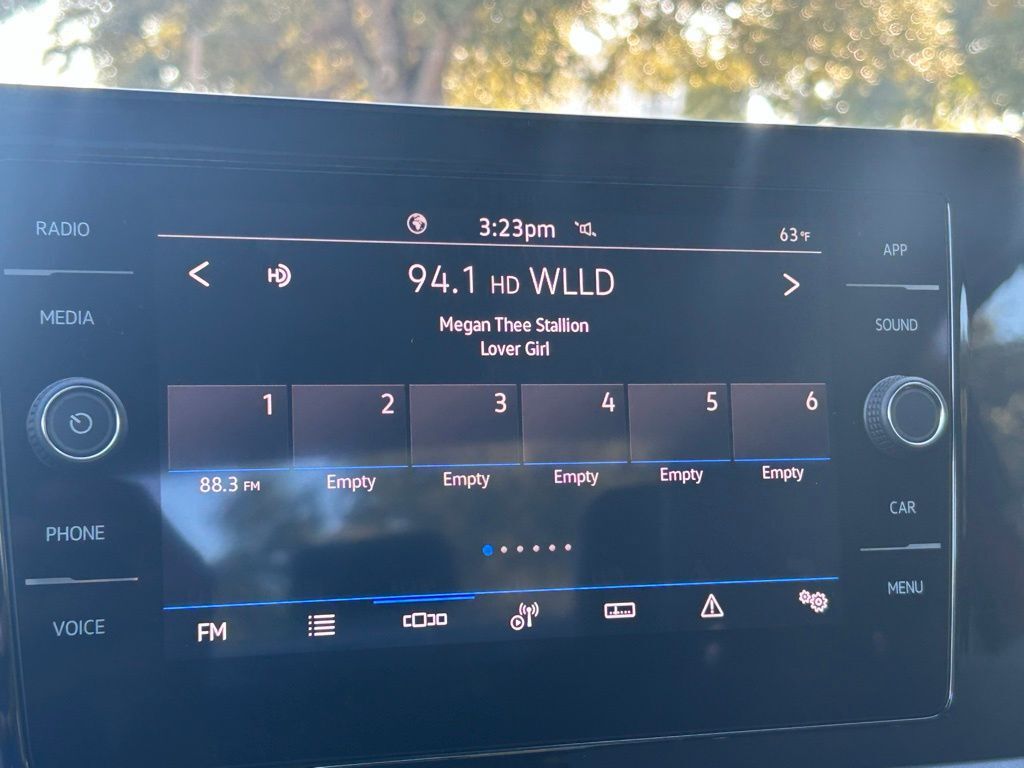 RADIO
MEDIA
PHONE
VOICE
3:23pm
63°F
HD
94.1 HD WLLD
Megan Thee Stallion
Lover Girl
1 2 3 4 5 6
88.3 FM Empty Empty Empty Empty Empty
FM
APP
SOUND
CAR
MENU